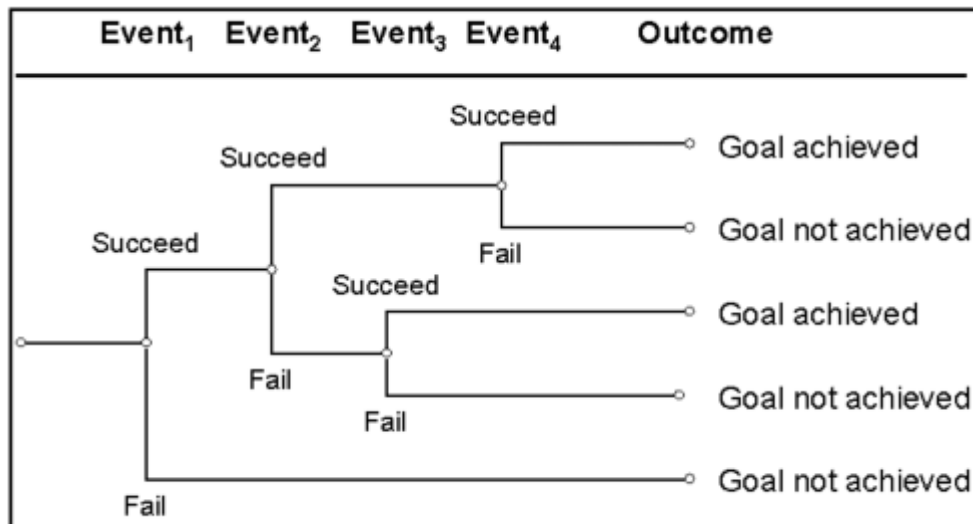 Event₁ Event₂ Event₃ Event₄ Outcome
Succeed
Goal achieved
Succeed
Goal not achieved
Succeed
Fail
Succeed
Goal achieved
Fail
Goal not achieved
Fail
Goal not achieved
Fail